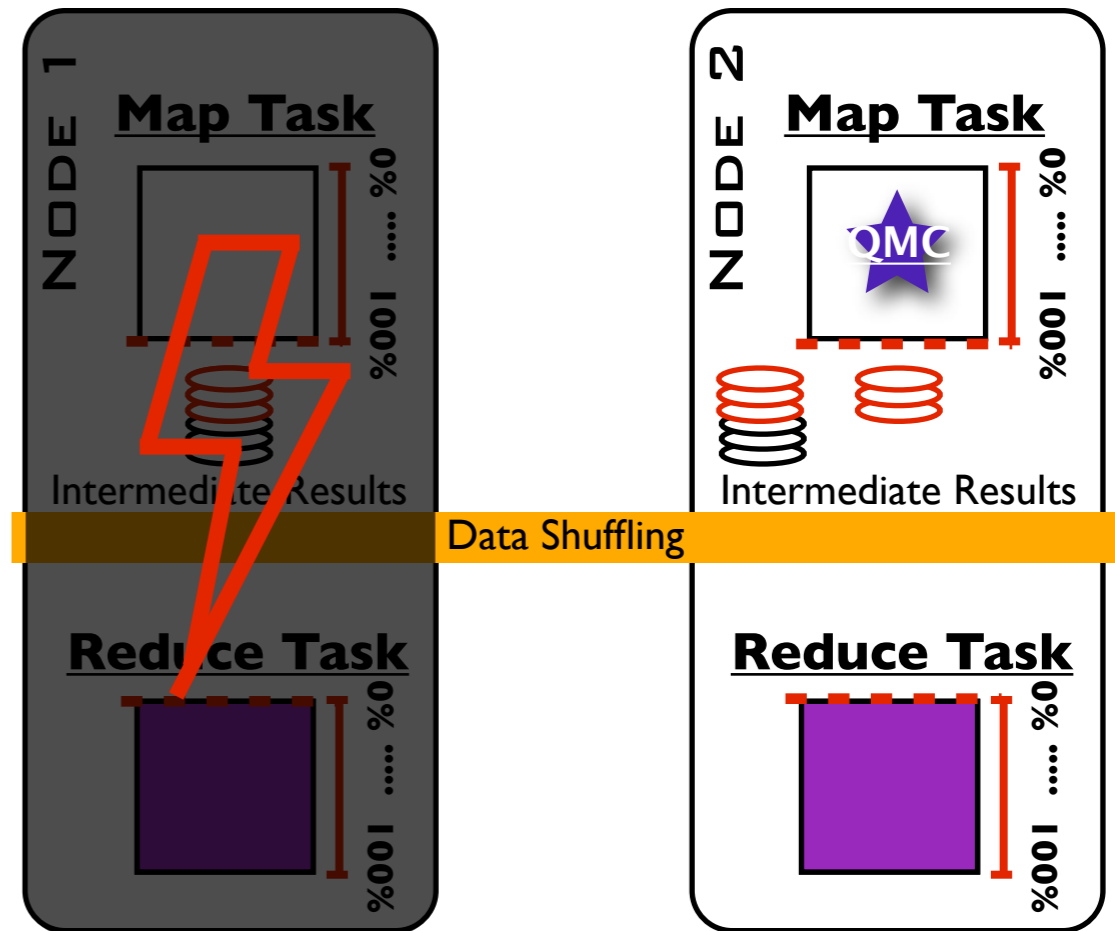 NODE 1
Map Task
0% ..... 100%
Intermediate Results
NODE 2
Map Task
QMC
0% ..... 100%
Intermediate Results
Data Shuffling
Reduce Task
0% ..... 100%
Reduce Task
0% ..... 100%